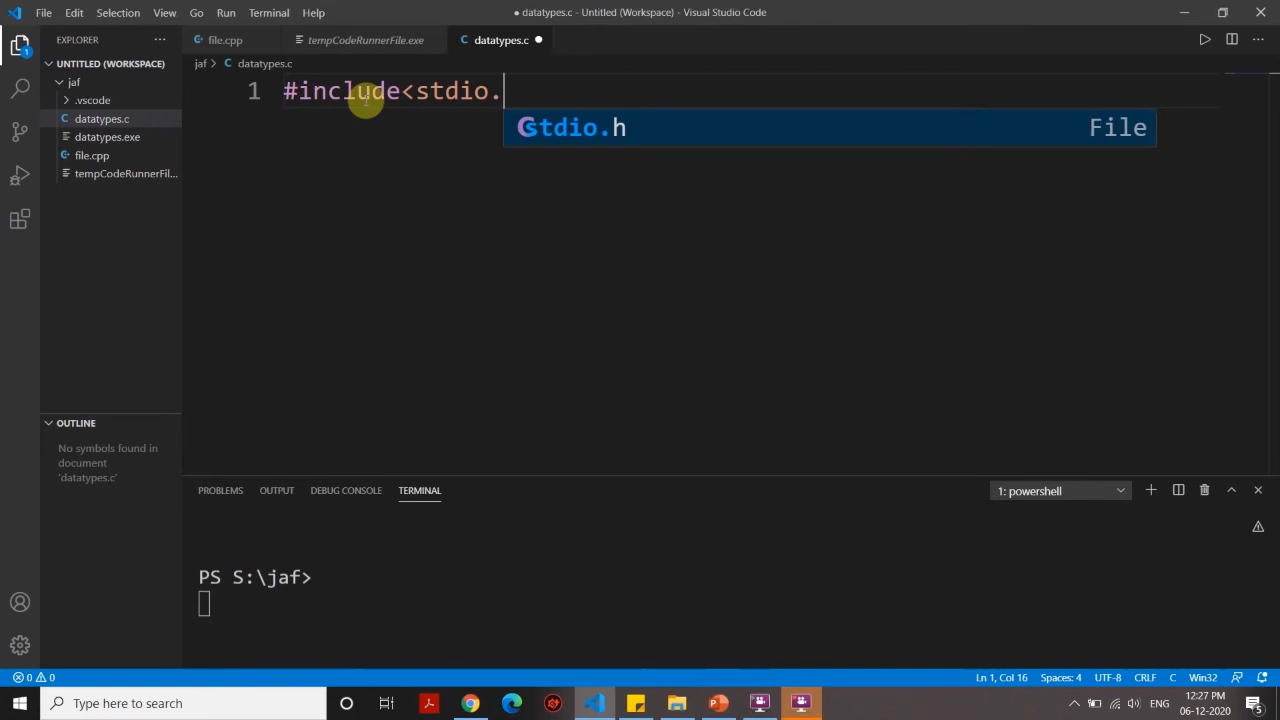 File Edit Selection View Go Run Terminal Help
● datatypes.c - Untitled (Workspace) - Visual Studio Code
EXPLORER
file.cpp
tempCodeRunnerFile.exe
datatypes.c
UNTITLED (WORKSPACE)
jaf > datatypes.c
jaf
.vscode
datatypes.c
datatypes.exe
file.cpp
tempCodeRunnerFil...
1 #include<stdio.
stdio.h File
OUTLINE
No symbols found in
document
'datatypes.c'
PROBLEMS OUTPUT DEBUG CONSOLE TERMINAL
1: powershell
PS S:\jaf>
0 0
Ln 1, Col 16 Spaces: 4 UTF-8 CRLF C Win32
Type here to search
ENG
12:27 PM
06-12-2020
1
5